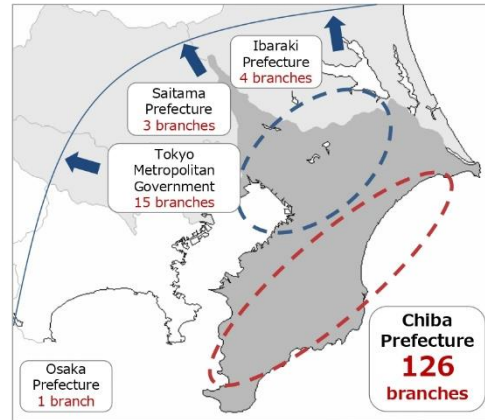 Ibaraki
Prefecture
4 branches
Saitama
Prefecture
3 branches
Tokyo
Metropolitan
Government
15 branches
Chiba
Prefecture
126
branches
Osaka
Prefecture
1 branch